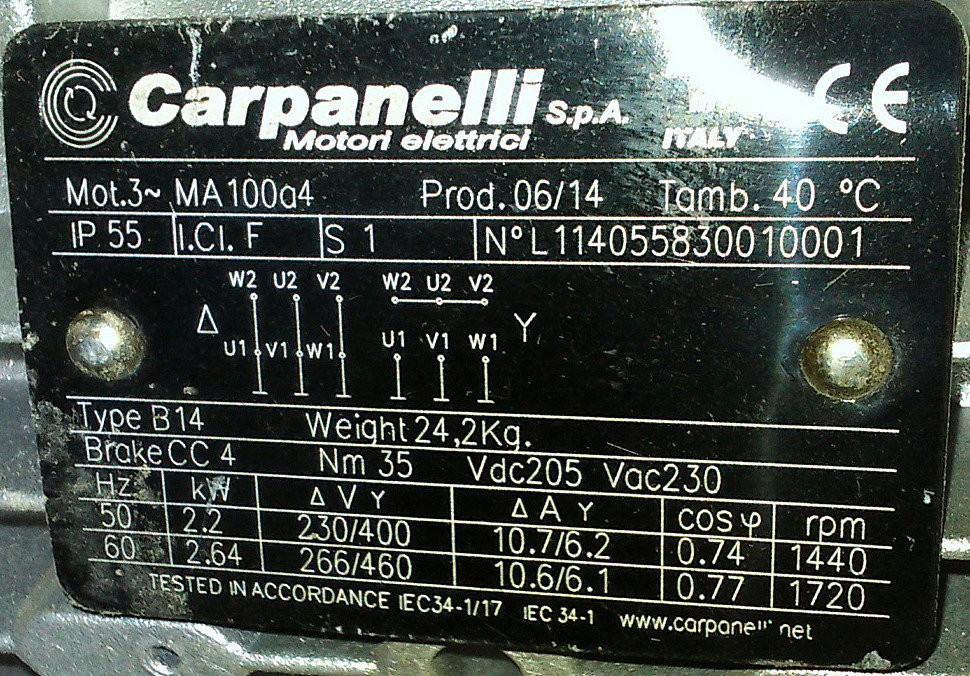 Carpanelli S.p.A.
Motori elettrici ITALY CE
Mot.3~ MA100a4 Prod. 06/14 Tamb. 40 °C
IP 55 I.Cl. F S 1 N°L114055830010001
W2 U2 V2 W2 U2 V2
Δ U1 V1 W1 U1 V1 W1 Y
Type B14 Weight 24,2Kg.
Brake CC 4 Nm 35 Vdc205 Vac230
Hz kW Δ V Y Δ A Y cos φ rpm
50 2.2 230/400 10.7/6.2 0.74 1440
60 2.64 266/460 10.6/6.1 0.77 1720
TESTED IN ACCORDANCE IEC34-1/17 IEC 34-1 www.carpanelli.net